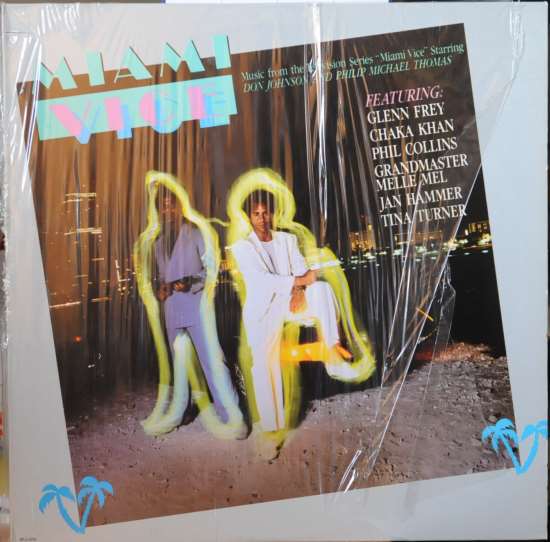 MIAMI
VICE
Music from the Television Series "Miami Vice" Starring
DON JOHNSON AND PHILIP MICHAEL THOMAS
FEATURING:
GLENN FREY
CHAKA KHAN
PHIL COLLINS
GRANDMASTER
MELLE MEL
JAN HAMMER
TINA TURNER